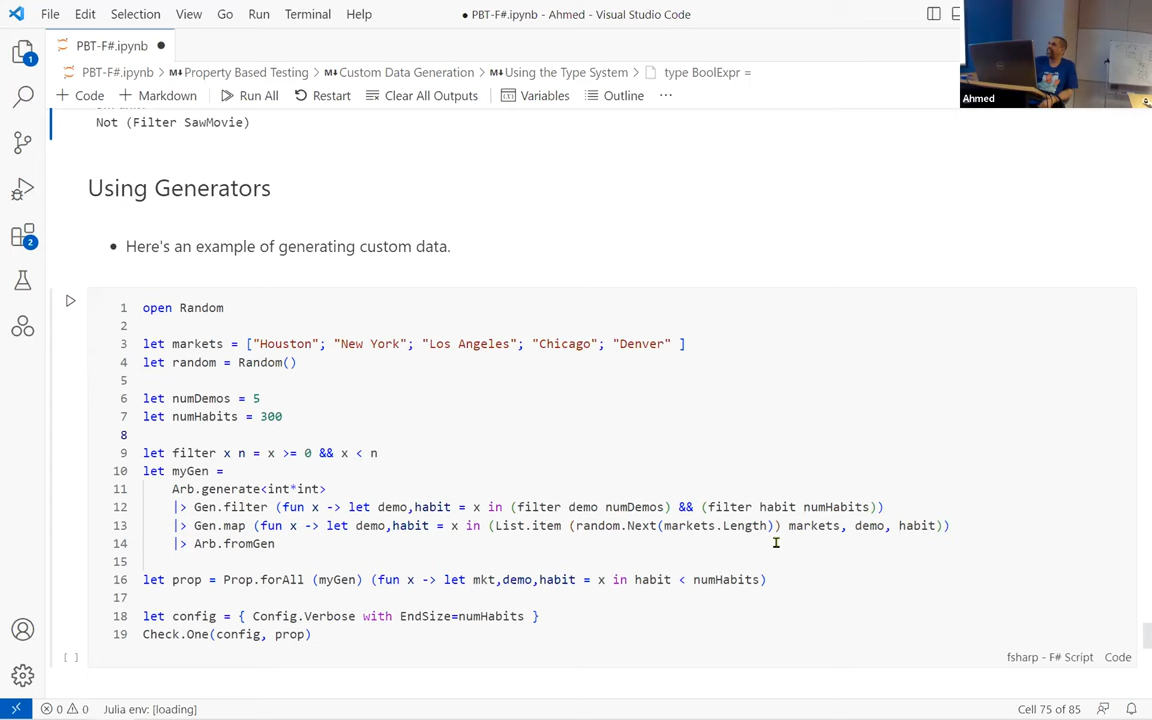 File Edit Selection View Go Run Terminal Help
● PBT-F#.ipynb - Ahmed - Visual Studio Code
PBT-F#.ipynb ●
PBT-F#.ipynb > Property Based Testing > Custom Data Generation > Using the Type System > type BoolExpr =
+ Code + Markdown Run All Restart Clear All Outputs Variables Outline ...
Ahmed
Not (Filter SawMovie)
Using Generators
• Here's an example of generating custom data.
1 open Random
2
3 let markets = ["Houston"; "New York"; "Los Angeles"; "Chicago"; "Denver" ]
4 let random = Random()
5
6 let numDemos = 5
7 let numHabits = 300
8
9 let filter x n = x >= 0 && x < n
10 let myGen =
11 Arb.generate<int*int>
12 |> Gen.filter (fun x -> let demo,habit = x in (filter demo numDemos) && (filter habit numHabits))
13 |> Gen.map (fun x -> let demo,habit = x in (List.item (random.Next(markets.Length)) markets, demo, habit))
14 |> Arb.fromGen
15
16 let prop = Prop.forAll (myGen) (fun x -> let mkt,demo,habit = x in habit < numHabits)
17
18 let config = { Config.Verbose with EndSize=numHabits }
19 Check.One(config, prop)
[ ]
fsharp - F# Script Code
1
2
0 0 Julia env: [loading]
Cell 75 of 85